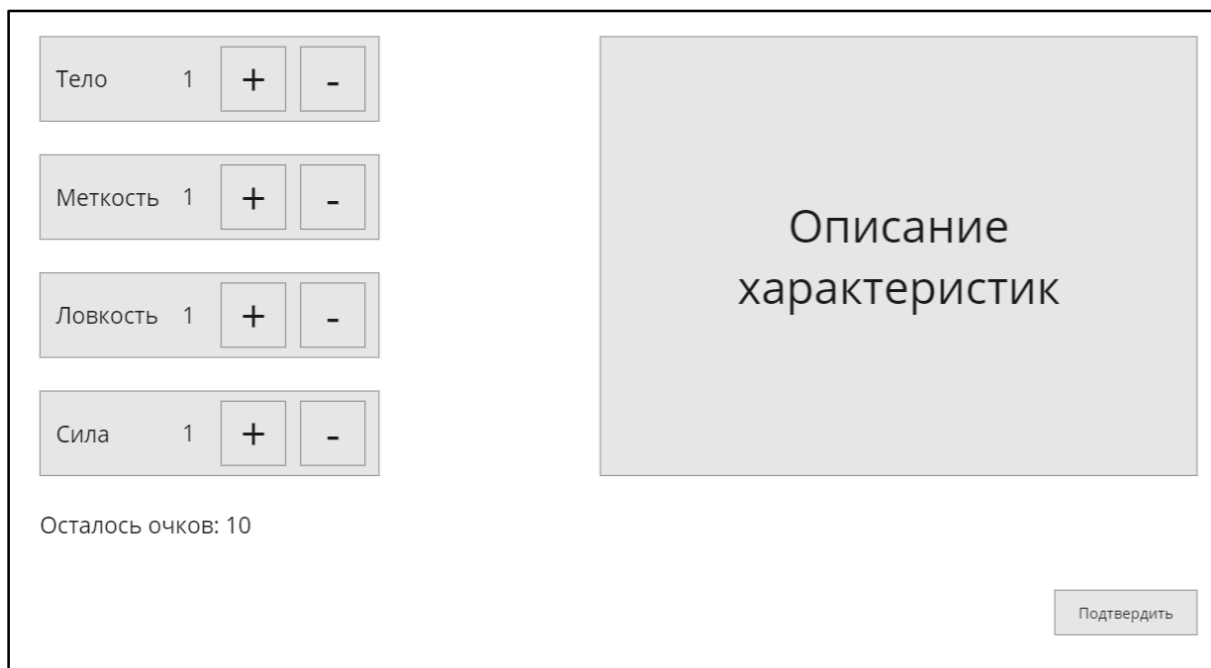 Тело 1 + -
Меткость 1 + -
Ловкость 1 + -
Сила 1 + -
Осталось очков: 10
Описание
характеристик
Подтвердить